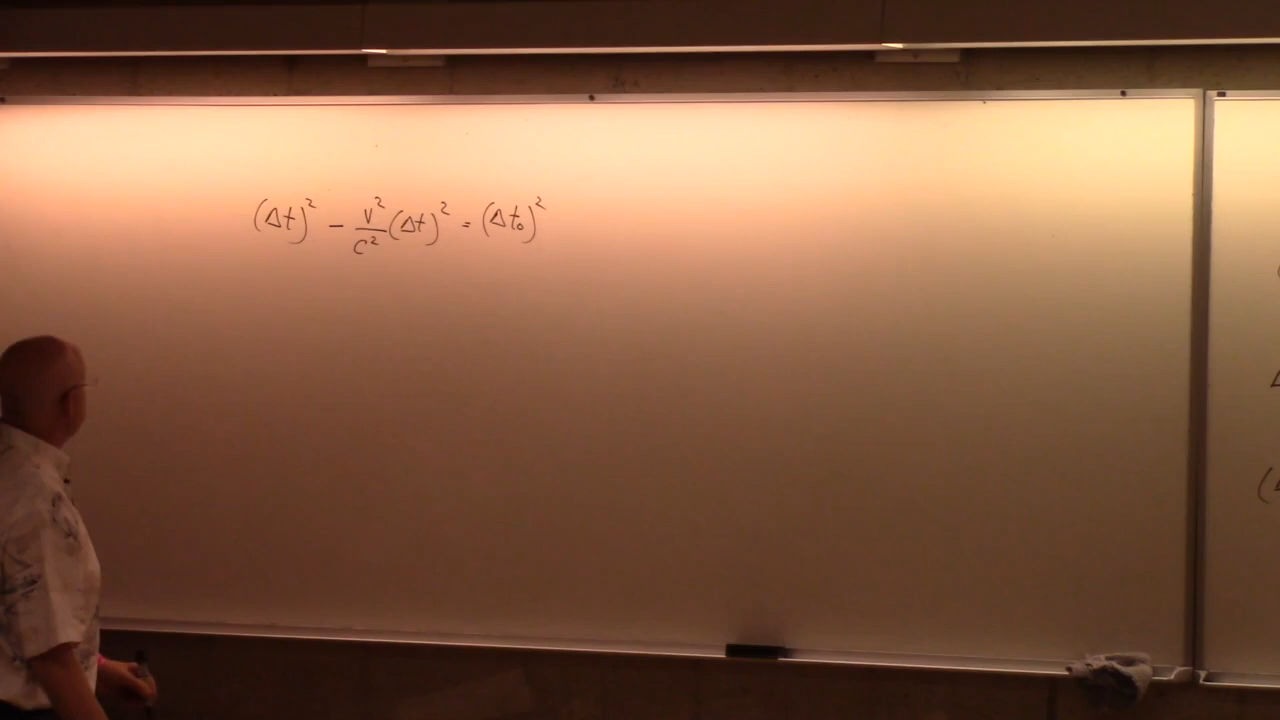 (Δt)² − v²/c² (Δt)² = (Δt₀)²